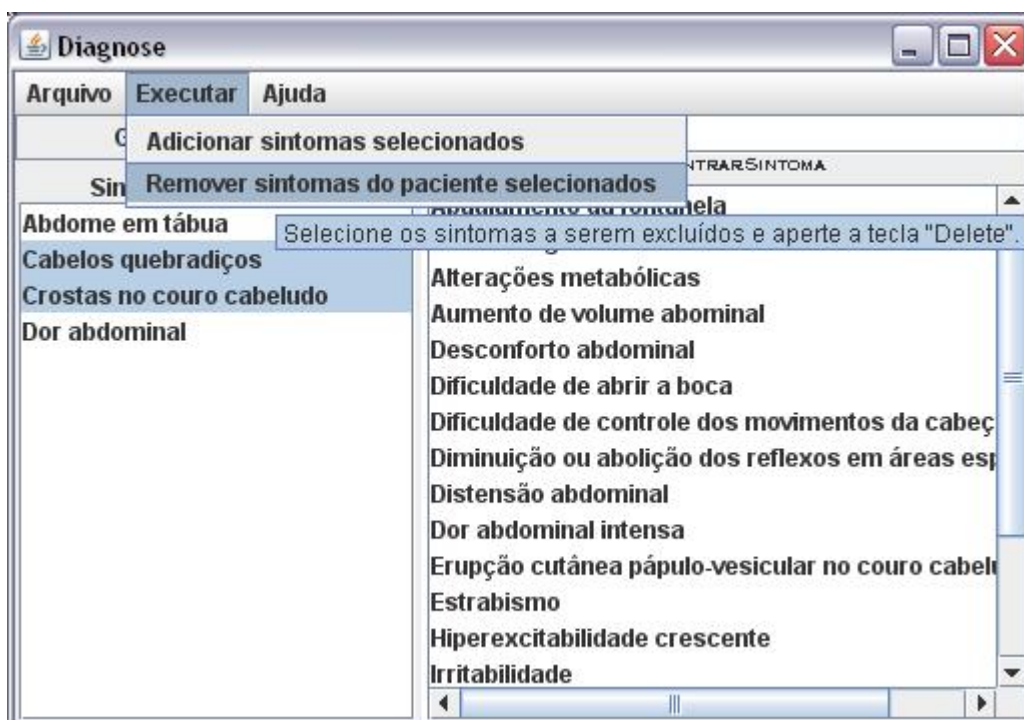 Diagnose
Arquivo Executar Ajuda
Adicionar sintomas selecionados
Remover sintomas do paciente selecionados
Selecione os sintomas a serem excluídos e aperte a tecla "Delete".
Abdome em tábua
Cabelos quebradiços
Crostas no couro cabeludo
Dor abdominal
Alterações metabólicas
Aumento de volume abominal
Desconforto abdominal
Dificuldade de abrir a boca
Dificuldade de controle dos movimentos da cabeç
Diminuição ou abolição dos reflexos em áreas esp
Distensão abdominal
Dor abdominal intensa
Erupção cutânea pápulo-vesicular no couro cabelu
Estrabismo
Hiperexcitabilidade crescente
Irritabilidade